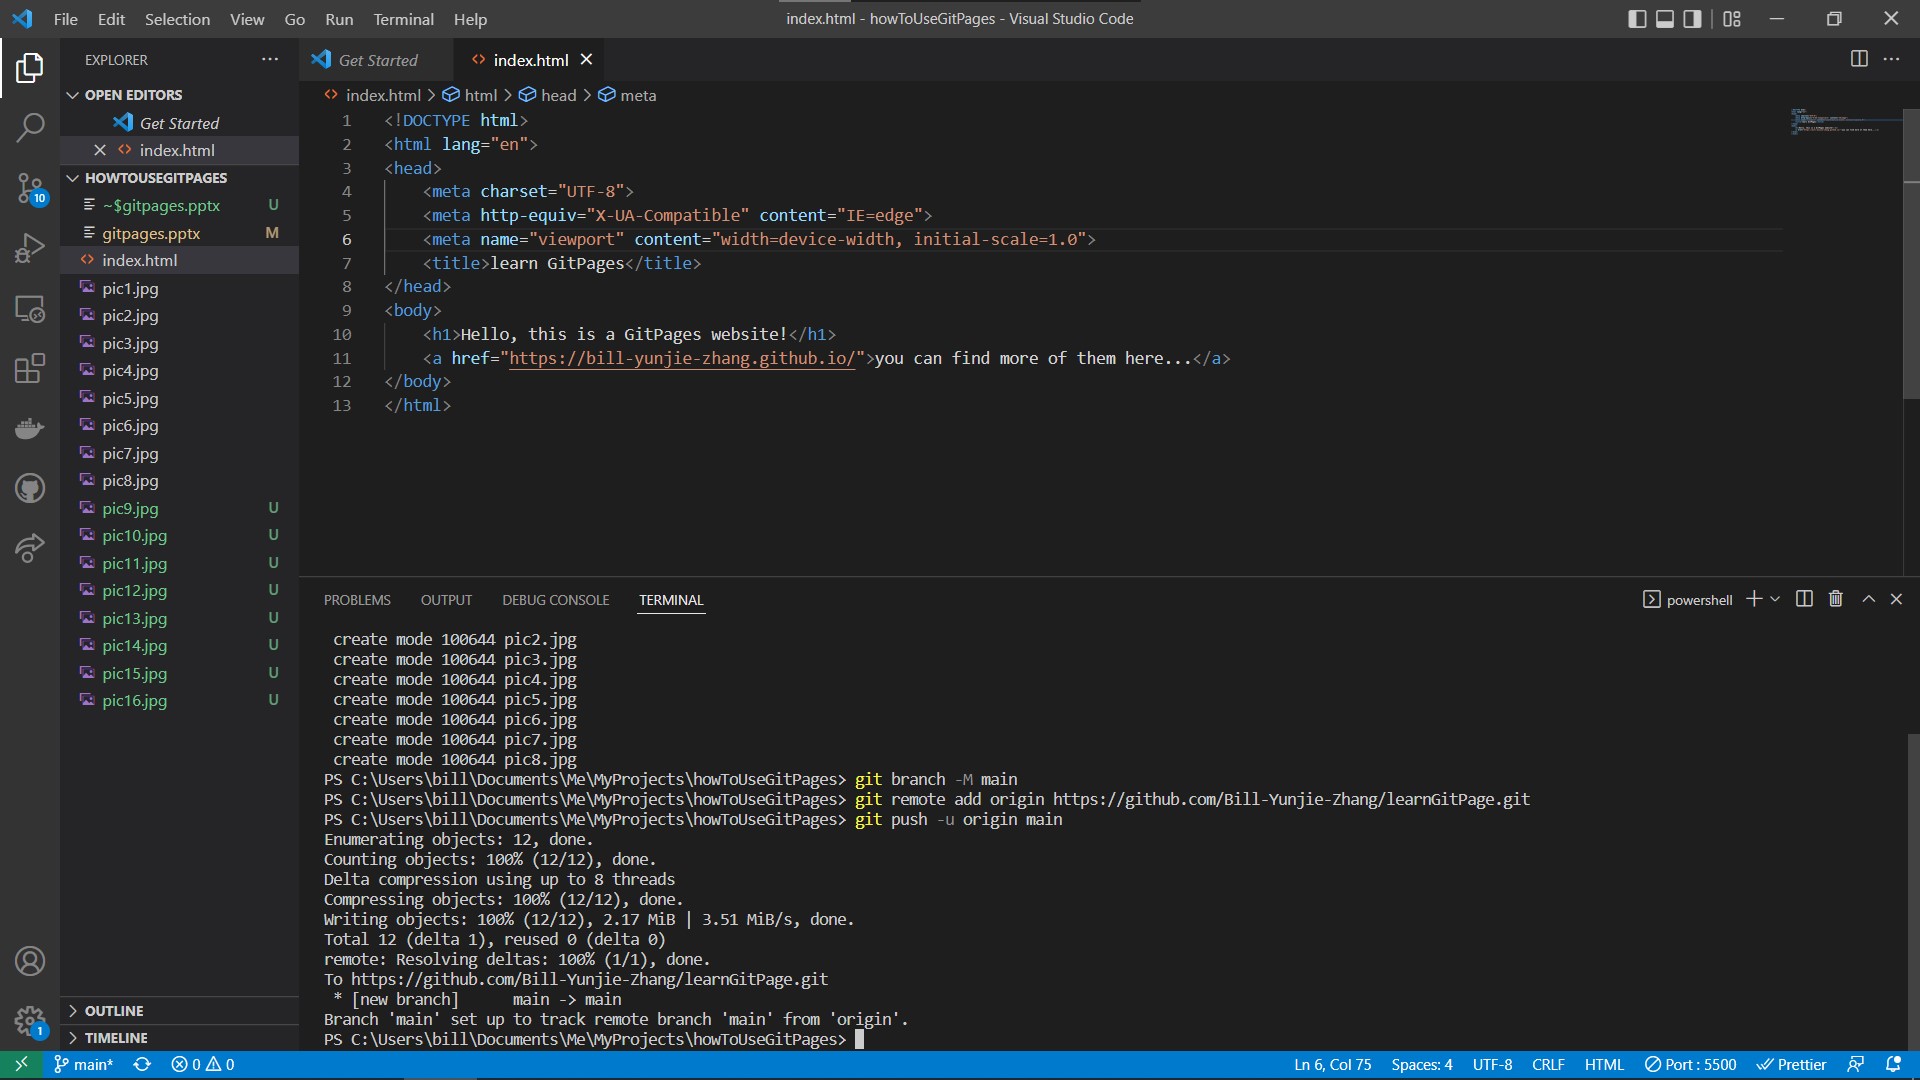 File Edit Selection View Go Run Terminal Help
index.html - howToUseGitPages - Visual Studio Code
EXPLORER
OPEN EDITORS
Get Started
index.html
HOWTOUSEGITPAGES
~$gitpages.pptx U
gitpages.pptx M
index.html
pic1.jpg
pic2.jpg
pic3.jpg
pic4.jpg
pic5.jpg
pic6.jpg
pic7.jpg
pic8.jpg
pic9.jpg U
pic10.jpg U
pic11.jpg U
pic12.jpg U
pic13.jpg U
pic14.jpg U
pic15.jpg U
pic16.jpg U
OUTLINE
TIMELINE
10
1
Get Started
index.html
index.html > html > head > meta
1 <!DOCTYPE html>
2 <html lang="en">
3 <head>
4 <meta charset="UTF-8">
5 <meta http-equiv="X-UA-Compatible" content="IE=edge">
6 <meta name="viewport" content="width=device-width, initial-scale=1.0">
7 <title>learn GitPages</title>
8 </head>
9 <body>
10 <h1>Hello, this is a GitPages website!</h1>
11 <a href="https://bill-yunjie-zhang.github.io/">you can find more of them here...</a>
12 </body>
13 </html>
PROBLEMS OUTPUT DEBUG CONSOLE TERMINAL
powershell
create mode 100644 pic2.jpg
create mode 100644 pic3.jpg
create mode 100644 pic4.jpg
create mode 100644 pic5.jpg
create mode 100644 pic6.jpg
create mode 100644 pic7.jpg
create mode 100644 pic8.jpg
PS C:\Users\bill\Documents\Me\MyProjects\howToUseGitPages> git branch -M main
PS C:\Users\bill\Documents\Me\MyProjects\howToUseGitPages> git remote add origin https://github.com/Bill-Yunjie-Zhang/learnGitPage.git
PS C:\Users\bill\Documents\Me\MyProjects\howToUseGitPages> git push -u origin main
Enumerating objects: 12, done.
Counting objects: 100% (12/12), done.
Delta compression using up to 8 threads
Compressing objects: 100% (12/12), done.
Writing objects: 100% (12/12), 2.17 MiB | 3.51 MiB/s, done.
Total 12 (delta 1), reused 0 (delta 0)
remote: Resolving deltas: 100% (1/1), done.
To https://github.com/Bill-Yunjie-Zhang/learnGitPage.git
* [new branch] main -> main
Branch 'main' set up to track remote branch 'main' from 'origin'.
PS C:\Users\bill\Documents\Me\MyProjects\howToUseGitPages>
main* 0 0
Ln 6, Col 75 Spaces: 4 UTF-8 CRLF HTML Port : 5500 Prettier